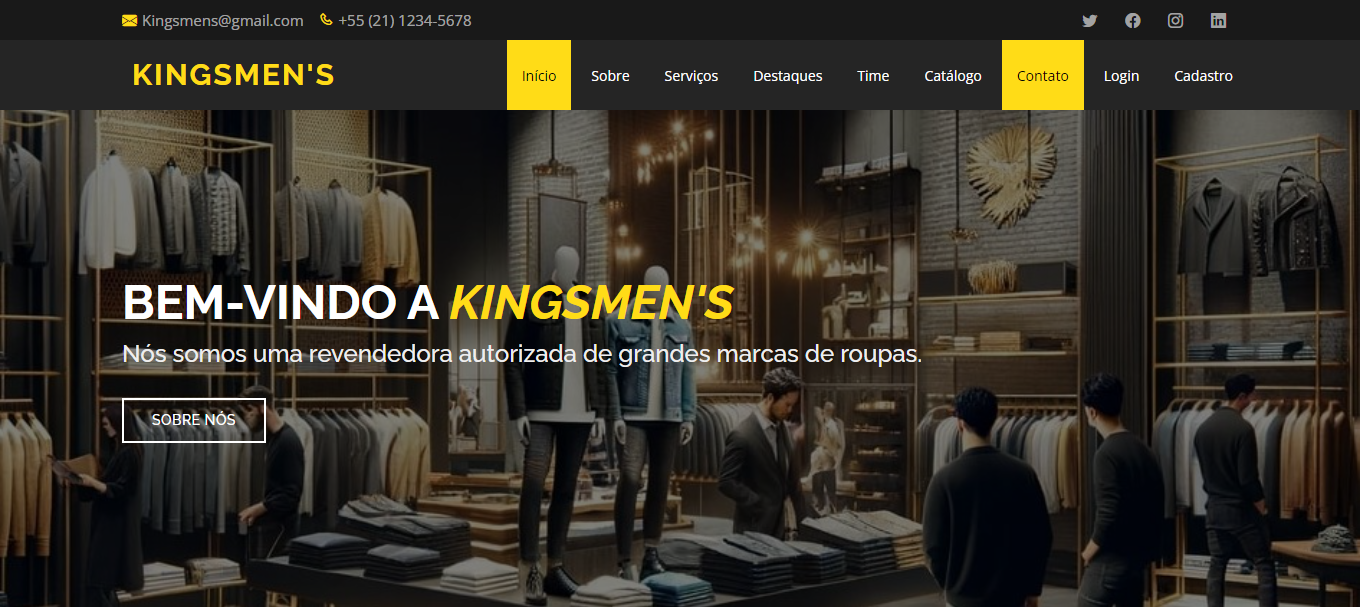 Kingsmens@gmail.com +55 (21) 1234-5678
KINGSMEN'S Início Sobre Serviços Destaques Time Catálogo Contato Login Cadastro
BEM-VINDO A KINGSMEN'S
Nós somos uma revendedora autorizada de grandes marcas de roupas.
SOBRE NÓS